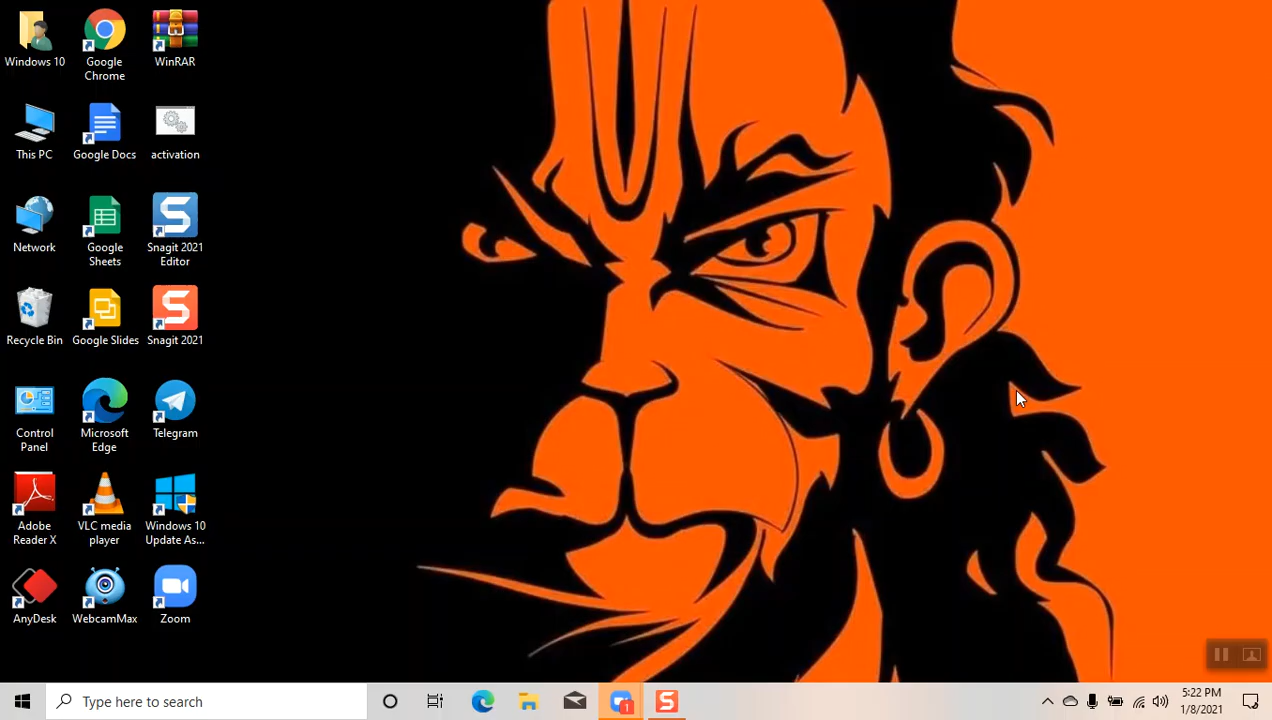 Windows 10
Google
Chrome
WinRAR
This PC
Google Docs
activation
Network
Google
Sheets
Snagit 2021
Editor
Recycle Bin
Google Slides
Snagit 2021
Control
Panel
Microsoft
Edge
Telegram
Adobe
Reader X
VLC media
player
Windows 10
Update As...
AnyDesk
WebcamMax
Zoom
Type here to search
1
5:22 PM
1/8/2021